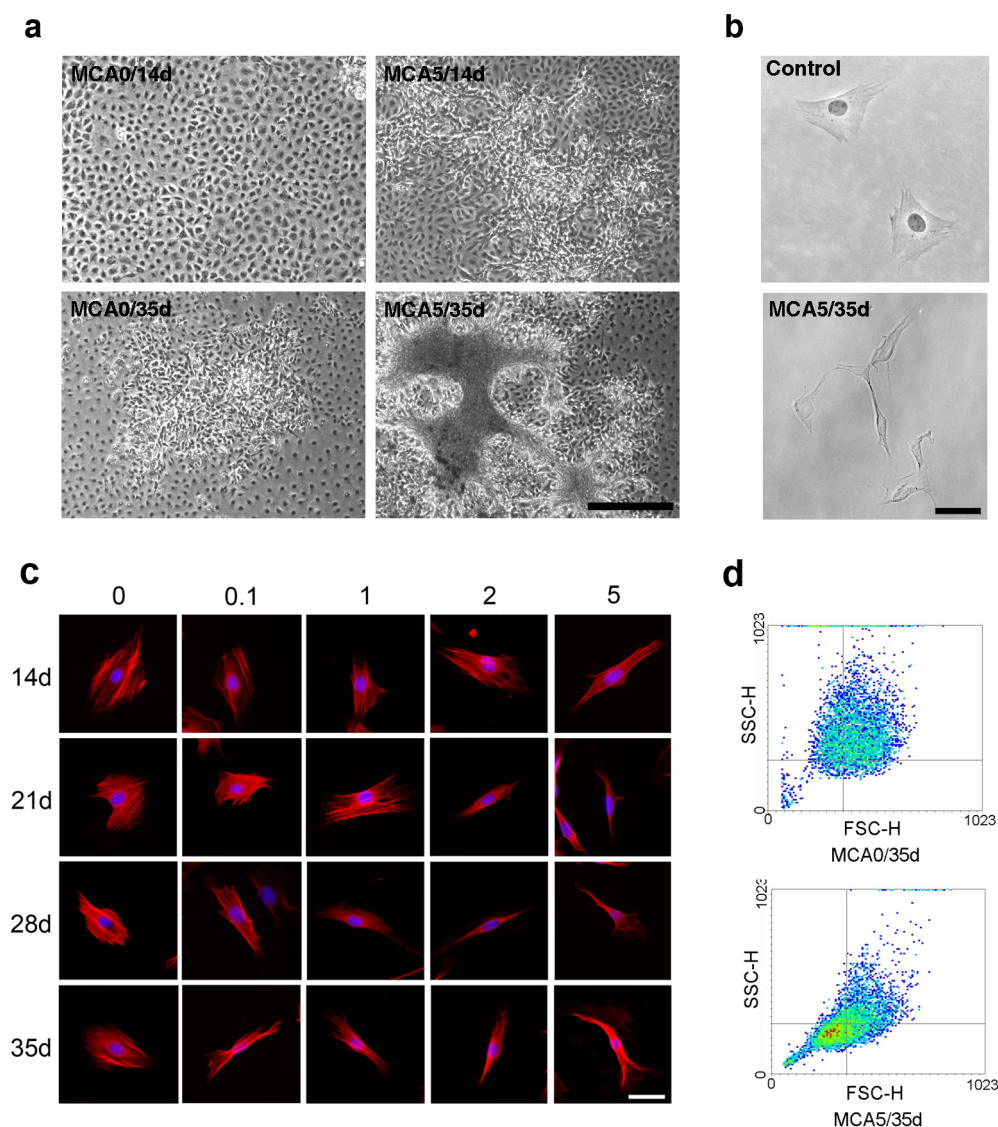 a
b
MCA0/14d
MCA5/14d
Control
MCA0/35d
MCA5/35d
MCA5/35d
c
d
0 0.1 1 2 5
14d
21d
28d
35d
1023
SSC-H
0
0 1023
FSC-H
MCA0/35d
1023
SSC-H
0
0 1023
FSC-H
MCA5/35d